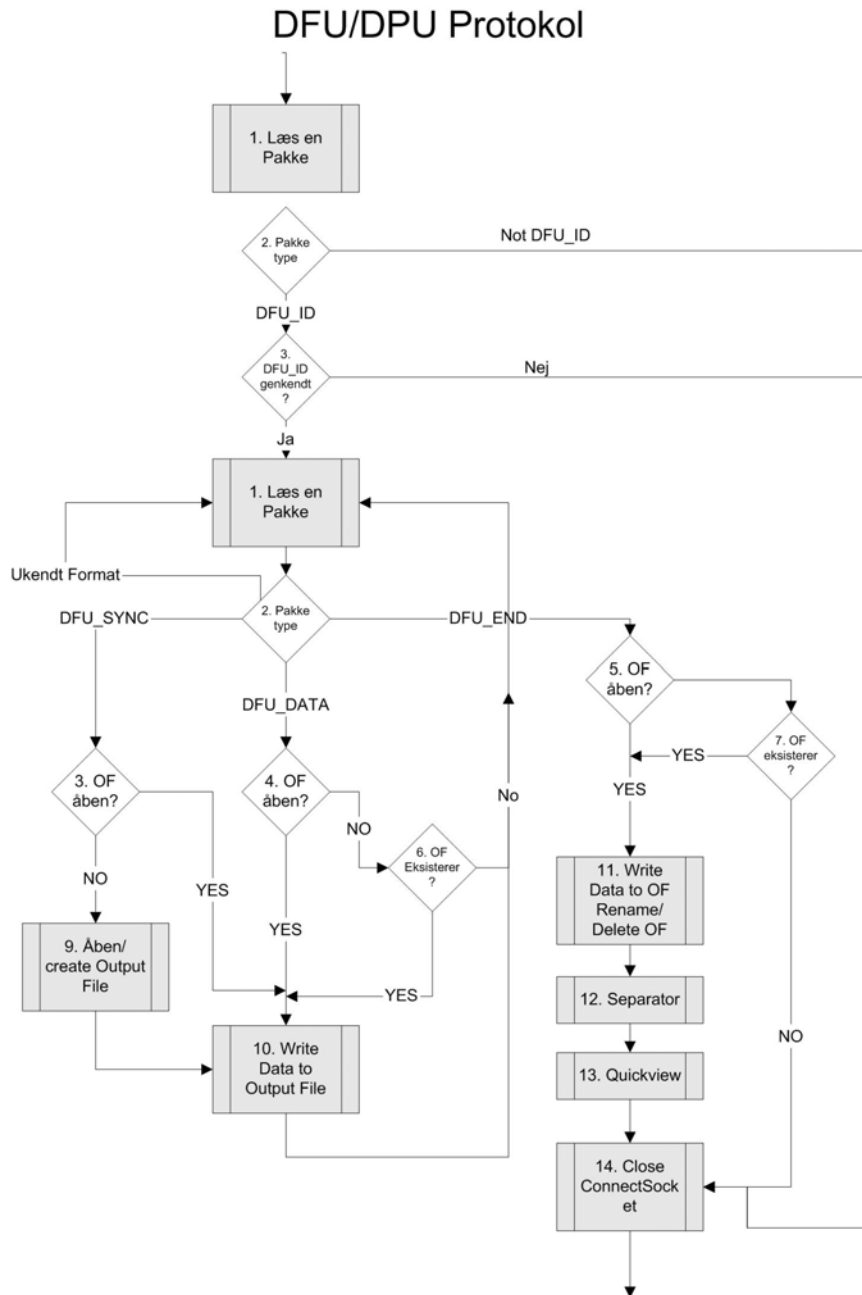 DFU/DPU Protokol
1. Læs en
Pakke
2. Pakke
type
Not DFU_ID
DFU_ID
3.
DFU_ID
genkendt
?
Nej
Ja
1. Læs en
Pakke
Ukendt Format
2. Pakke
type
DFU_SYNC
DFU_END
DFU_DATA
5. OF
åben?
7. OF
eksisterer
?
YES
YES
3. OF
åben?
4. OF
åben?
No
NO
6. OF
Eksisterer
?
NO
YES
YES
YES
9. Åben/
create Output
File
10. Write
Data to
Output File
11. Write
Data to OF
Rename/
Delete OF
12. Separator
NO
13. Quickview
14. Close
ConnectSock
et